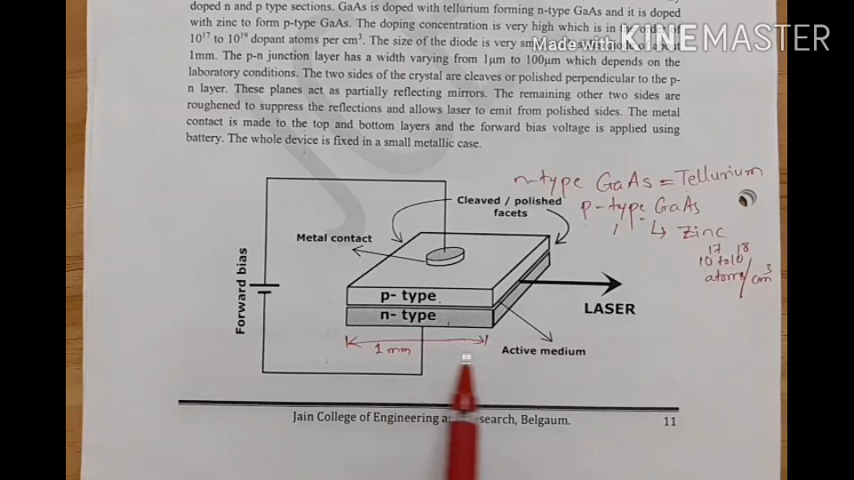 doped n and p type sections. GaAs is doped with tellurium forming n-type GaAs and it is doped
with zinc to form p-type GaAs. The doping concentration is very high which is in
10¹⁷ to 10¹⁹ dopant atoms per cm³. The size of the diode is very
Made with KINEMASTER
1mm. The p-n junction layer has a width varying from 1μm to 100μm which depends on the
laboratory conditions. The two sides of the crystal are cleaves or polished perpendicular to the p-
n layer. These planes act as partially reflecting mirrors. The remaining other two sides are
roughened to suppress the reflections and allows laser to emit from polished sides. The metal
contact is made to the top and bottom layers and the forward bias voltage is applied using
battery. The whole device is fixed in a small metallic case.
n-type GaAs = Tellurium
Cleaved / polished
facets
p-type GaAs
↳ Zinc
Metal contact
10¹⁷ to 10¹⁸
atoms/cm³
Forward bias
p- type
n- type
LASER
1mm
Active medium
Jain College of Engineering Research, Belgaum.
11